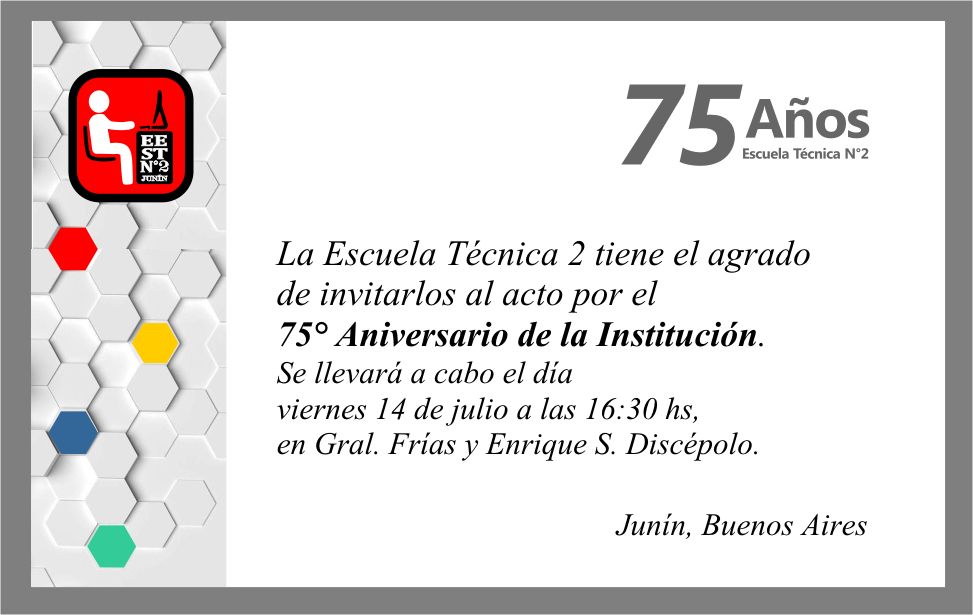 EE
ST
N°2
JUNÍN
75 Años
Escuela Técnica N°2
La Escuela Técnica 2 tiene el agrado
de invitarlos al acto por el
75° Aniversario de la Institución.
Se llevará a cabo el día
viernes 14 de julio a las 16:30 hs,
en Gral. Frías y Enrique S. Discépolo.
Junín, Buenos Aires